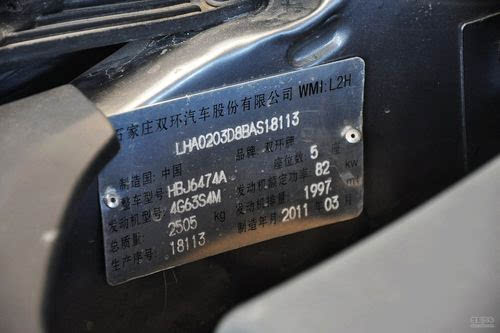 石家庄双环汽车股份有限公司 WMI:L2H
LHA0203D8BAS18113
制造国: 中国 品牌: 双环牌
整车型号: HBJ6474A 座位数: 5 座
发动机型号: 4G63S4M 发动机额定功率: 82 kw
总质量: 2505 kg 发动机排量: 1997 ml
生产序号: 18113 制造年月: 2011 年 03 月